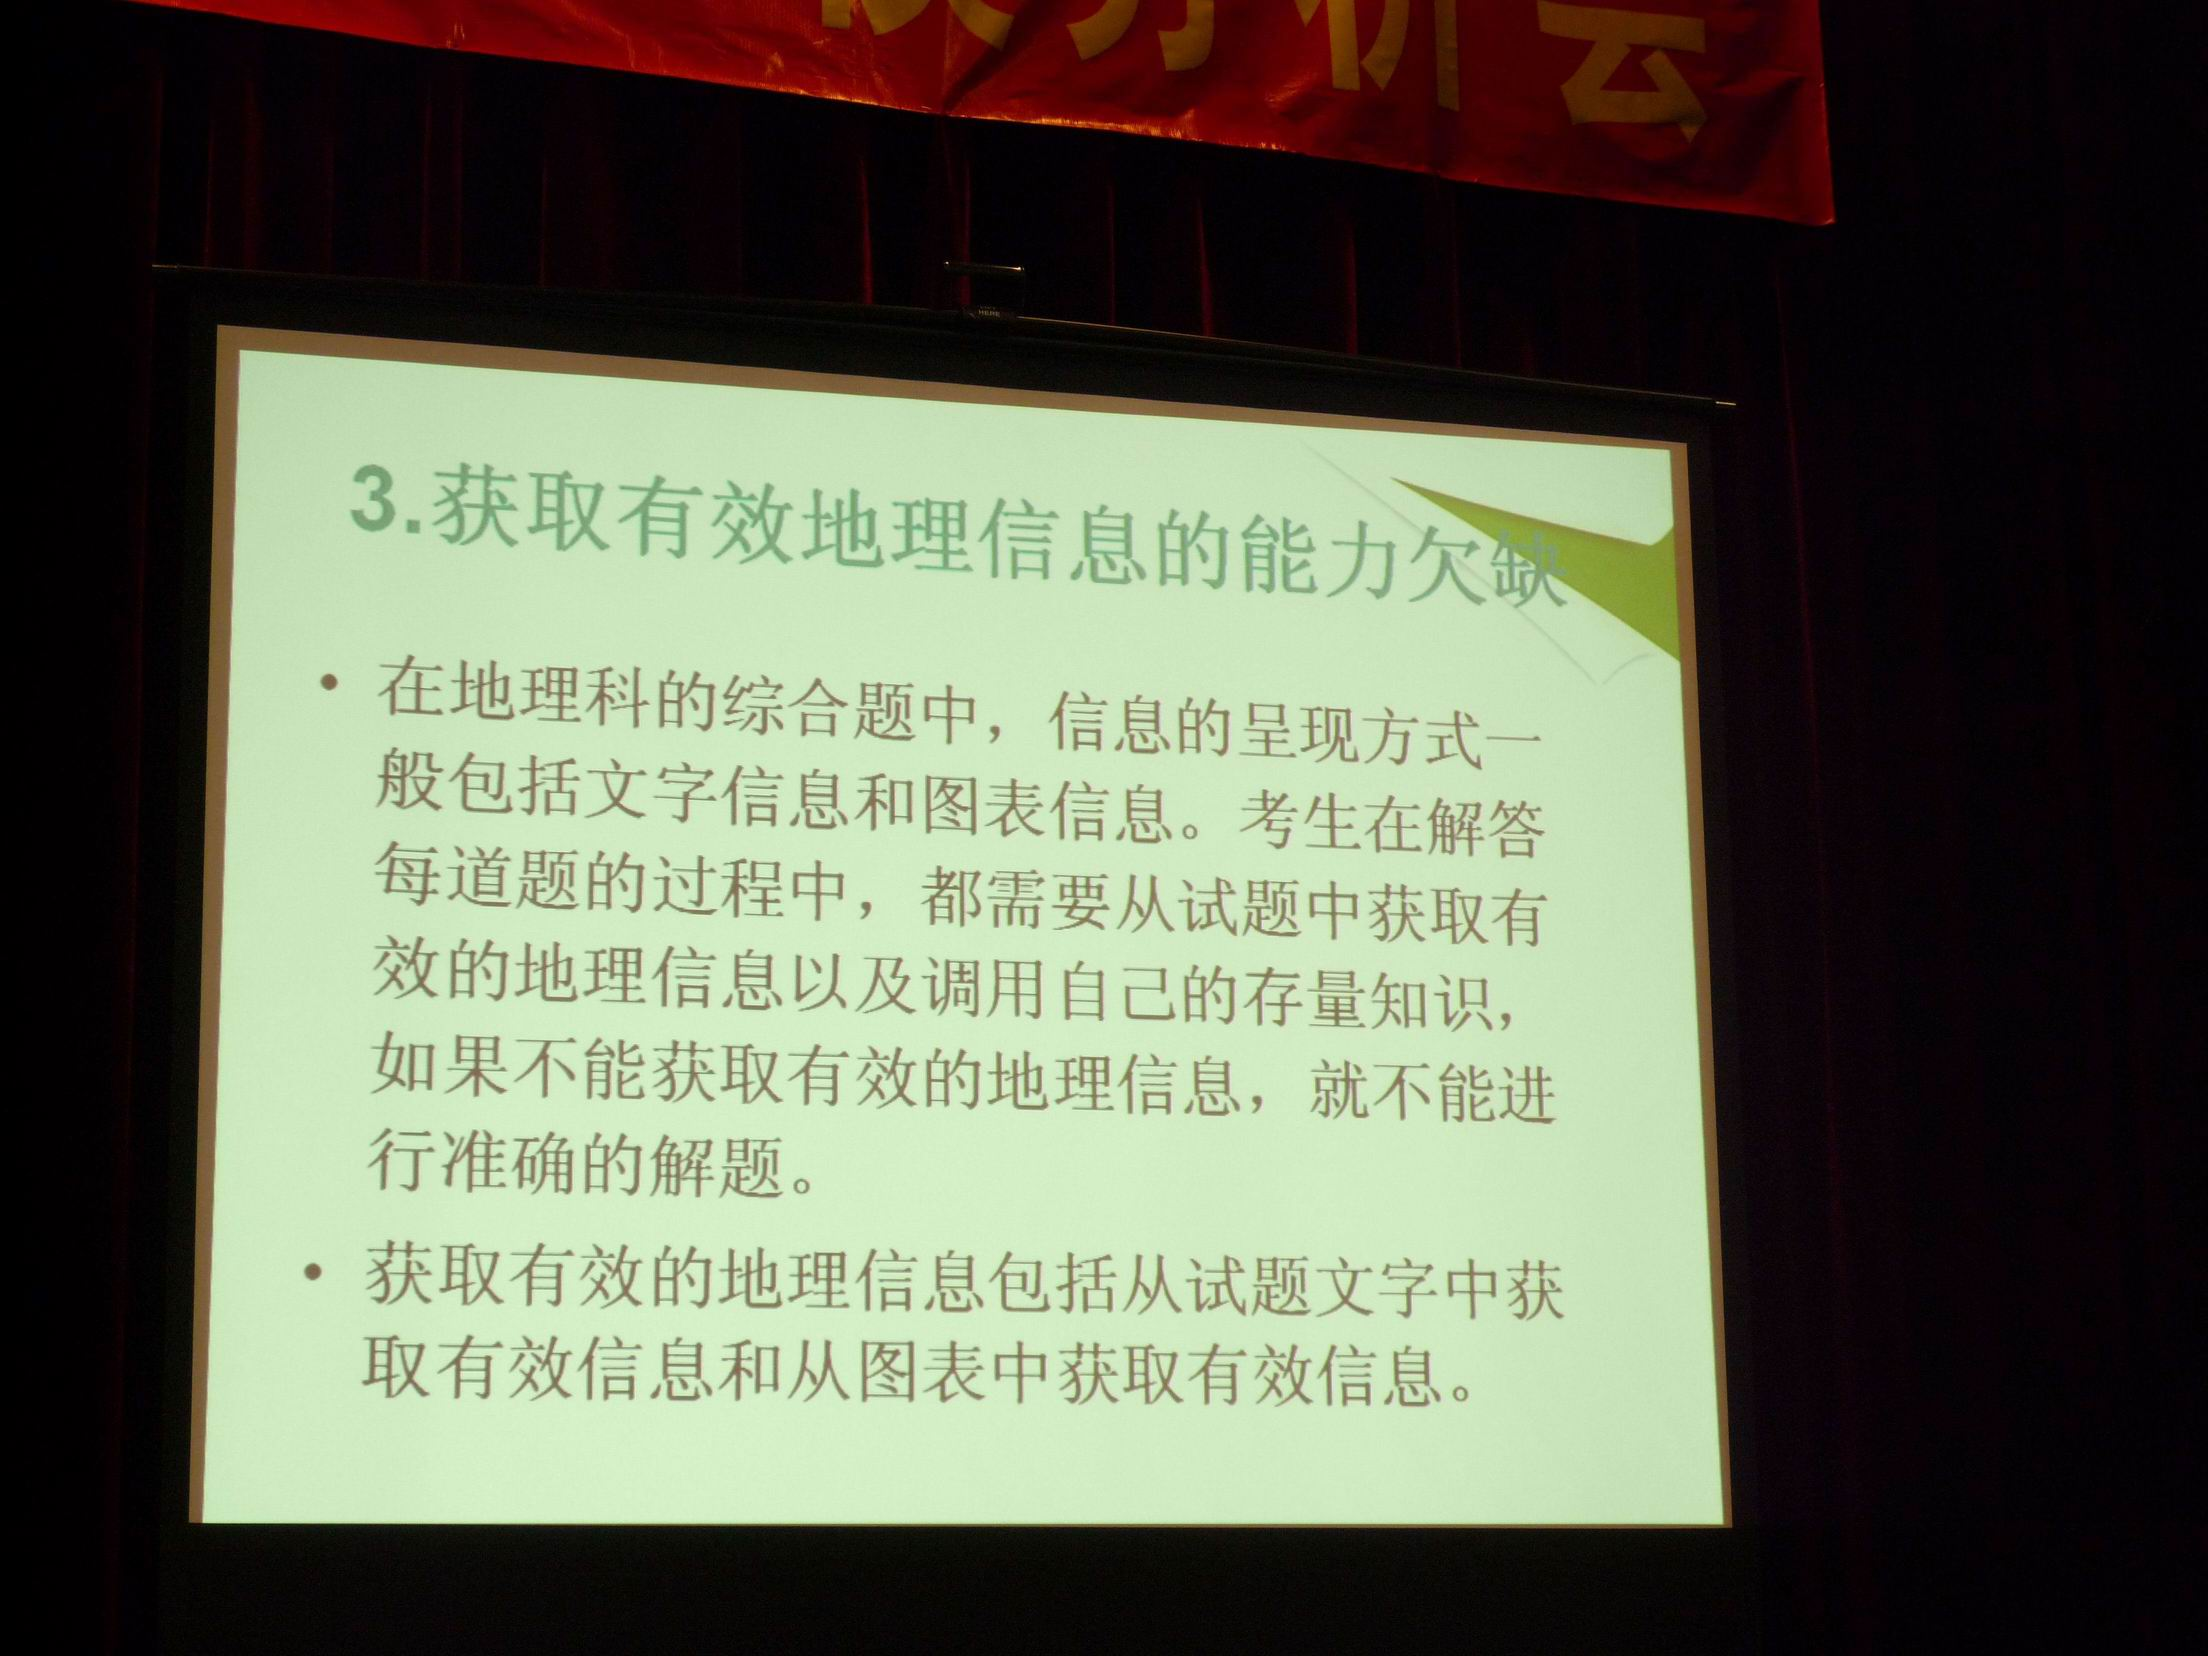 分析会
HERE
3.获取有效地理信息的能力欠缺
• 在地理科的综合题中，信息的呈现方式一
般包括文字信息和图表信息。考生在解答
每道题的过程中，都需要从试题中获取有
效的地理信息以及调用自己的存量知识，
如果不能获取有效的地理信息，就不能进
行准确的解题。
• 获取有效的地理信息包括从试题文字中获
取有效信息和从图表中获取有效信息。